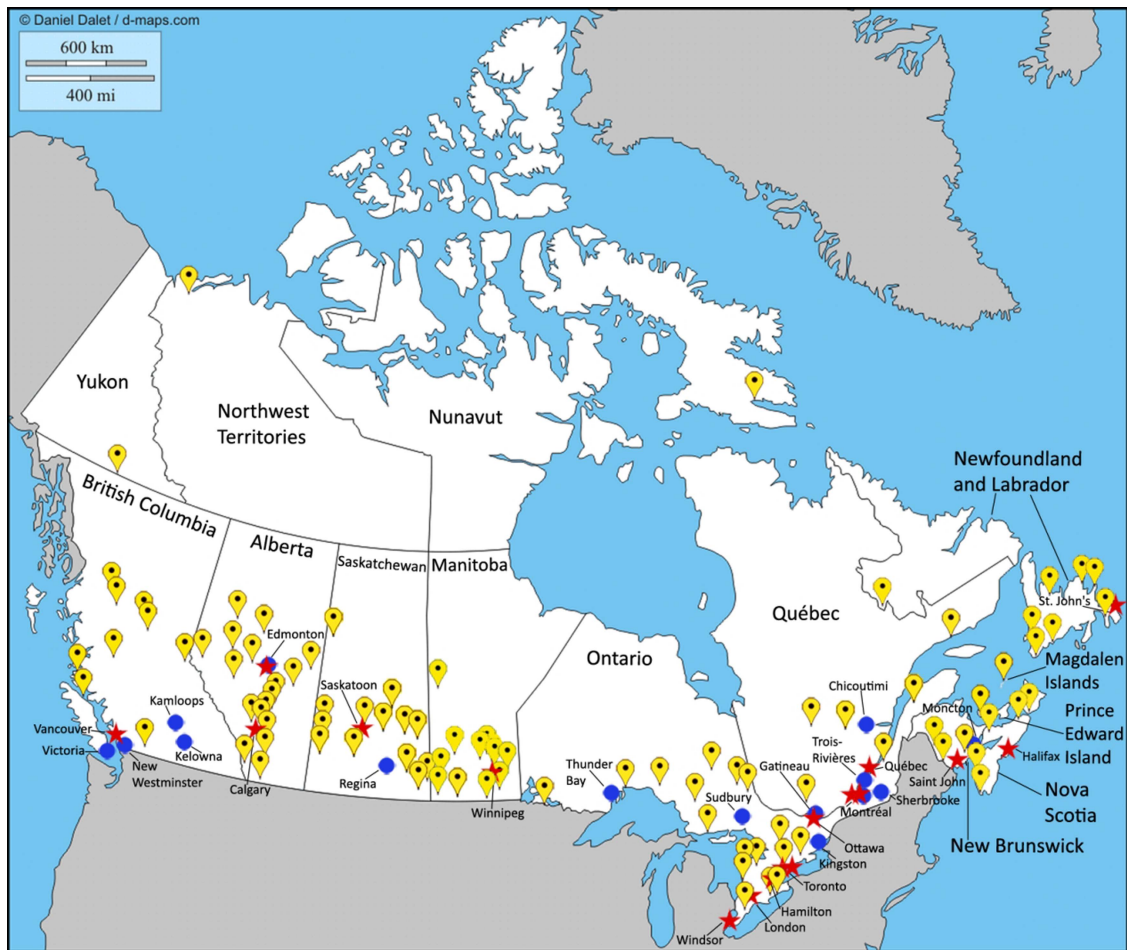 © Daniel Dalet / d-maps.com
600 km
400 mi
Yukon
Northwest
Territories
Nunavut
British Columbia
Alberta
Saskatchewan
Manitoba
Ontario
Québec
Newfoundland
and Labrador
St. John's
Magdalen
Islands
Prince
Edward
Island
Nova
Scotia
New Brunswick
Edmonton
Saskatoon
Kamloops
Vancouver
Victoria
Kelowna
New
Westminster
Calgary
Regina
Winnipeg
Thunder
Bay
Sudbury
Gatineau
Chicoutimi
Trois-
Rivières
Québec
Sherbrooke
Montréal
Ottawa
Kingston
Toronto
Hamilton
London
Windsor
Moncton
Halifax
Saint John